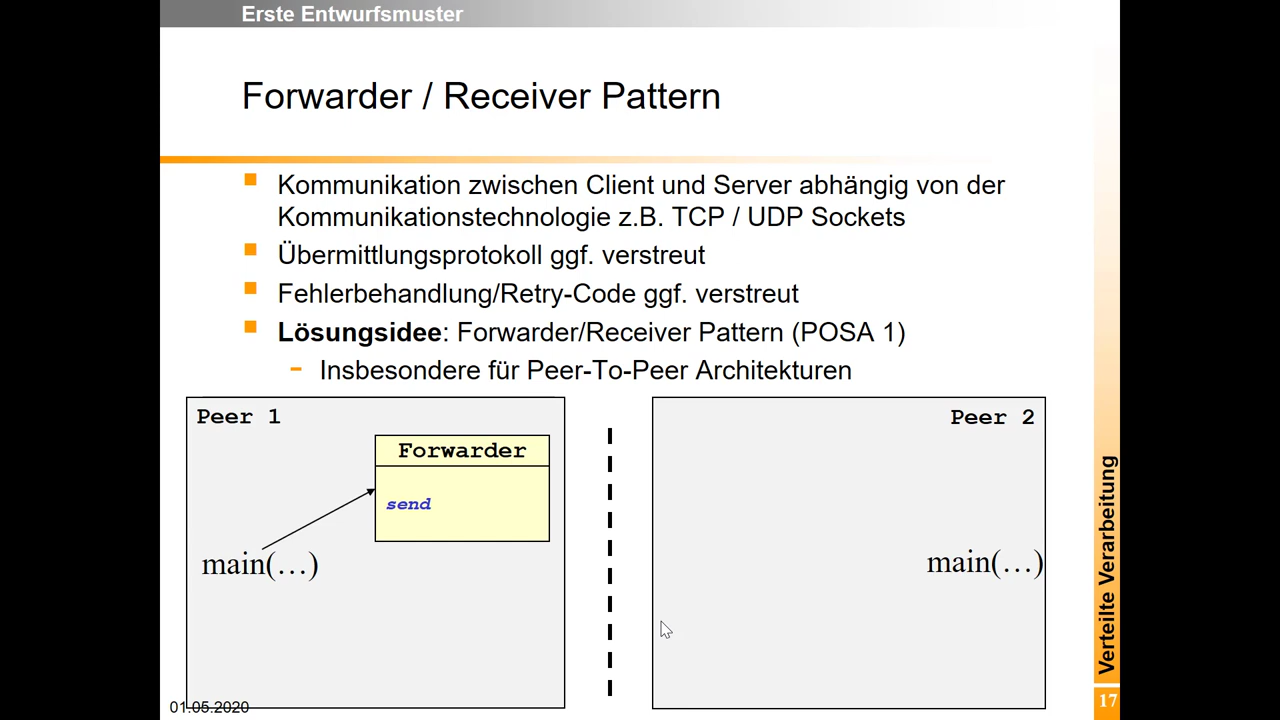 Erste Entwurfsmuster
Forwarder / Receiver Pattern
Kommunikation zwischen Client und Server abhängig von der
Kommunikationstechnologie z.B. TCP / UDP Sockets
Übermittlungsprotokoll ggf. verstreut
Fehlerbehandlung/Retry-Code ggf. verstreut
Lösungsidee: Forwarder/Receiver Pattern (POSA 1)
Insbesondere für Peer-To-Peer Architekturen
Peer 1
Forwarder
send
main(…)
Peer 2
main(…)
Verteilte Verarbeitung
01.05.2020
17